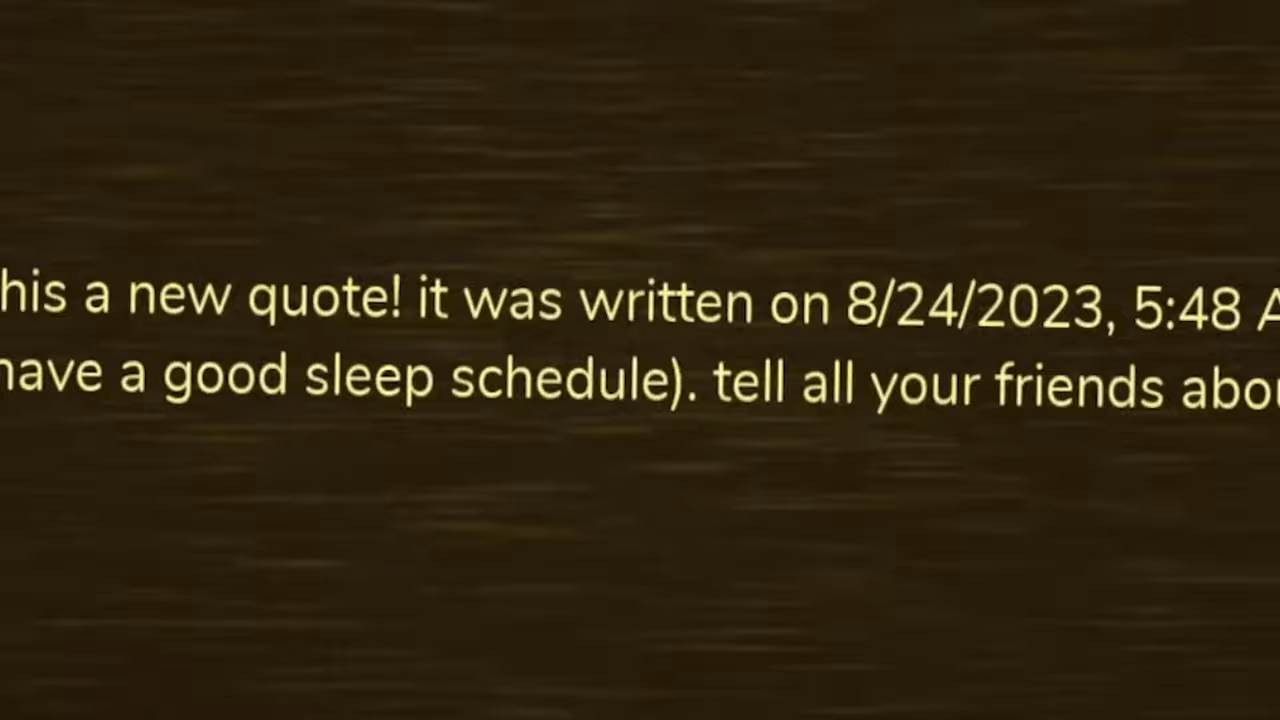 his a new quote! it was written on 8/24/2023, 5:48 A
have a good sleep schedule). tell all your friends abou